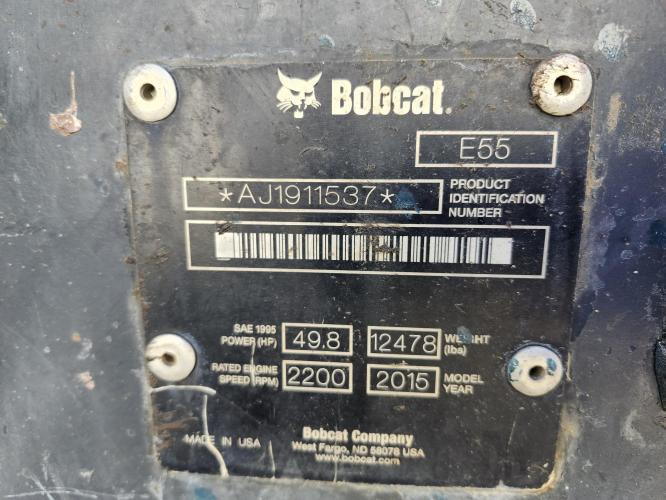 Bobcat.
E55
*AJ1911537* PRODUCT
IDENTIFICATION
NUMBER
SAE 1995
POWER (HP) 49.8 12478 WEIGHT
(lbs)
RATED ENGINE
SPEED (RPM) 2200 2015 MODEL
YEAR
MADE IN USA
Bobcat Company
West Fargo, ND 58078 USA
www.bobcat.com